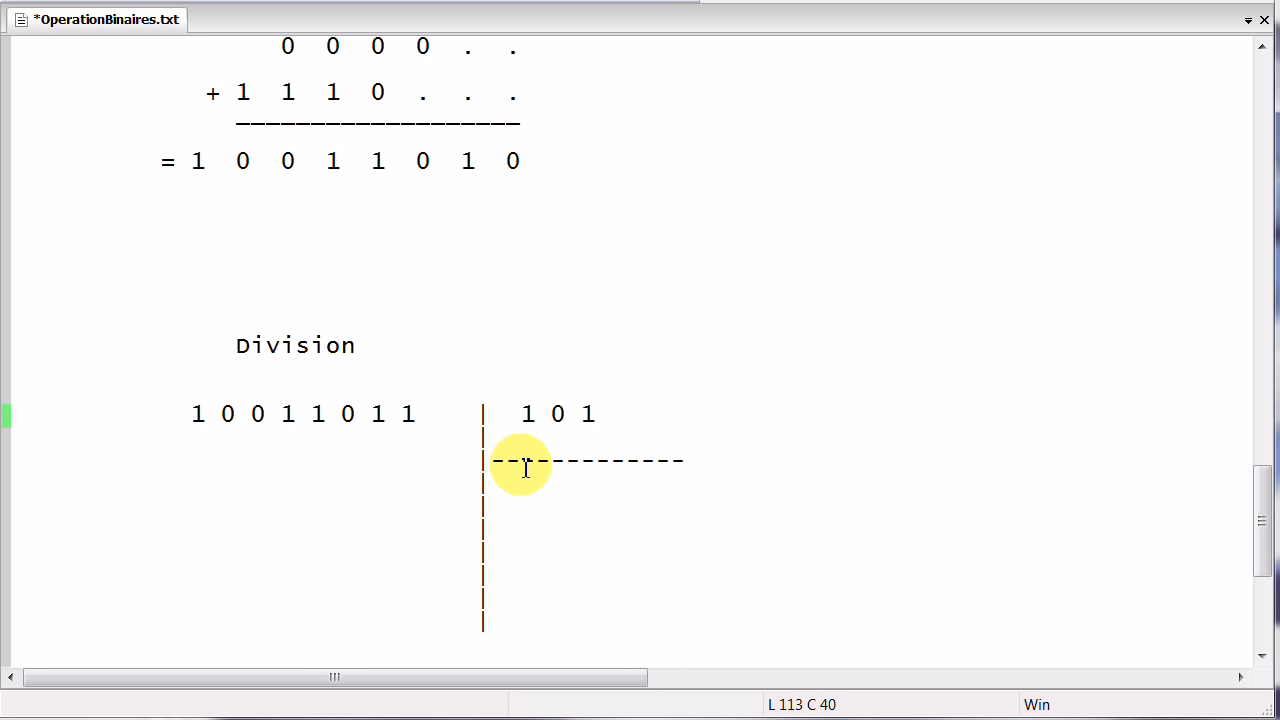 *OperationBinaires.txt
0 0 0 0 . .
+ 1 1 1 0 . . .
___________________
= 1 0 0 1 1 0 1 0
Division
1 0 0 1 1 0 1 1 | 1 0 1
|
|-------------
|
|
|
|
|
|
|
L 113 C 40 Win